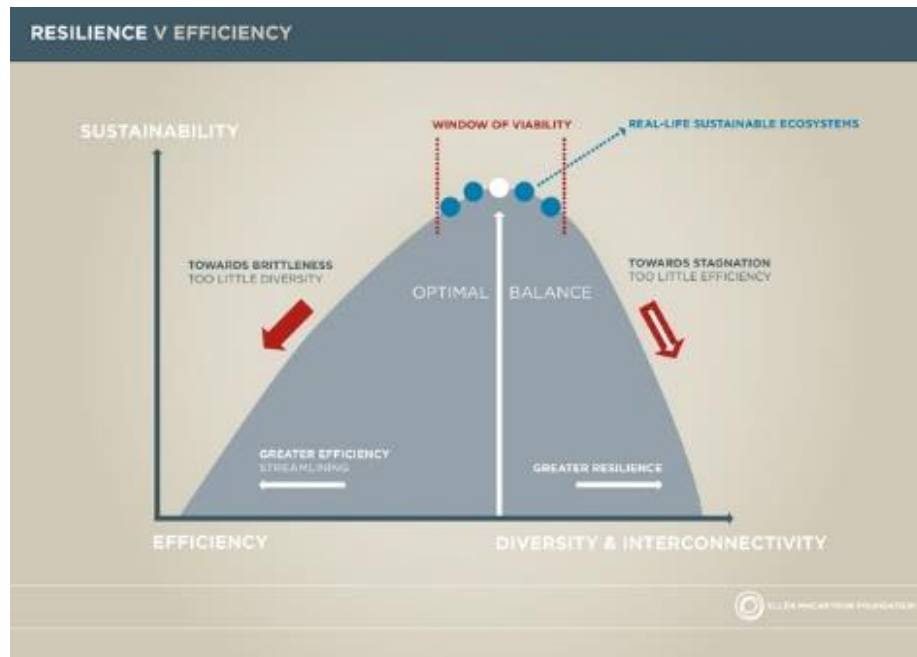 RESILIENCE V EFFICIENCY
SUSTAINABILITY
WINDOW OF VIABILITY
REAL-LIFE SUSTAINABLE ECOSYSTEMS
TOWARDS BRITTLENESS
TOO LITTLE DIVERSITY
TOWARDS STAGNATION
TOO LITTLE EFFICIENCY
OPTIMAL BALANCE
GREATER EFFICIENCY
STREAMLINING
GREATER RESILIENCE
EFFICIENCY
DIVERSITY & INTERCONNECTIVITY
ELLEN MACARTHUR FOUNDATION